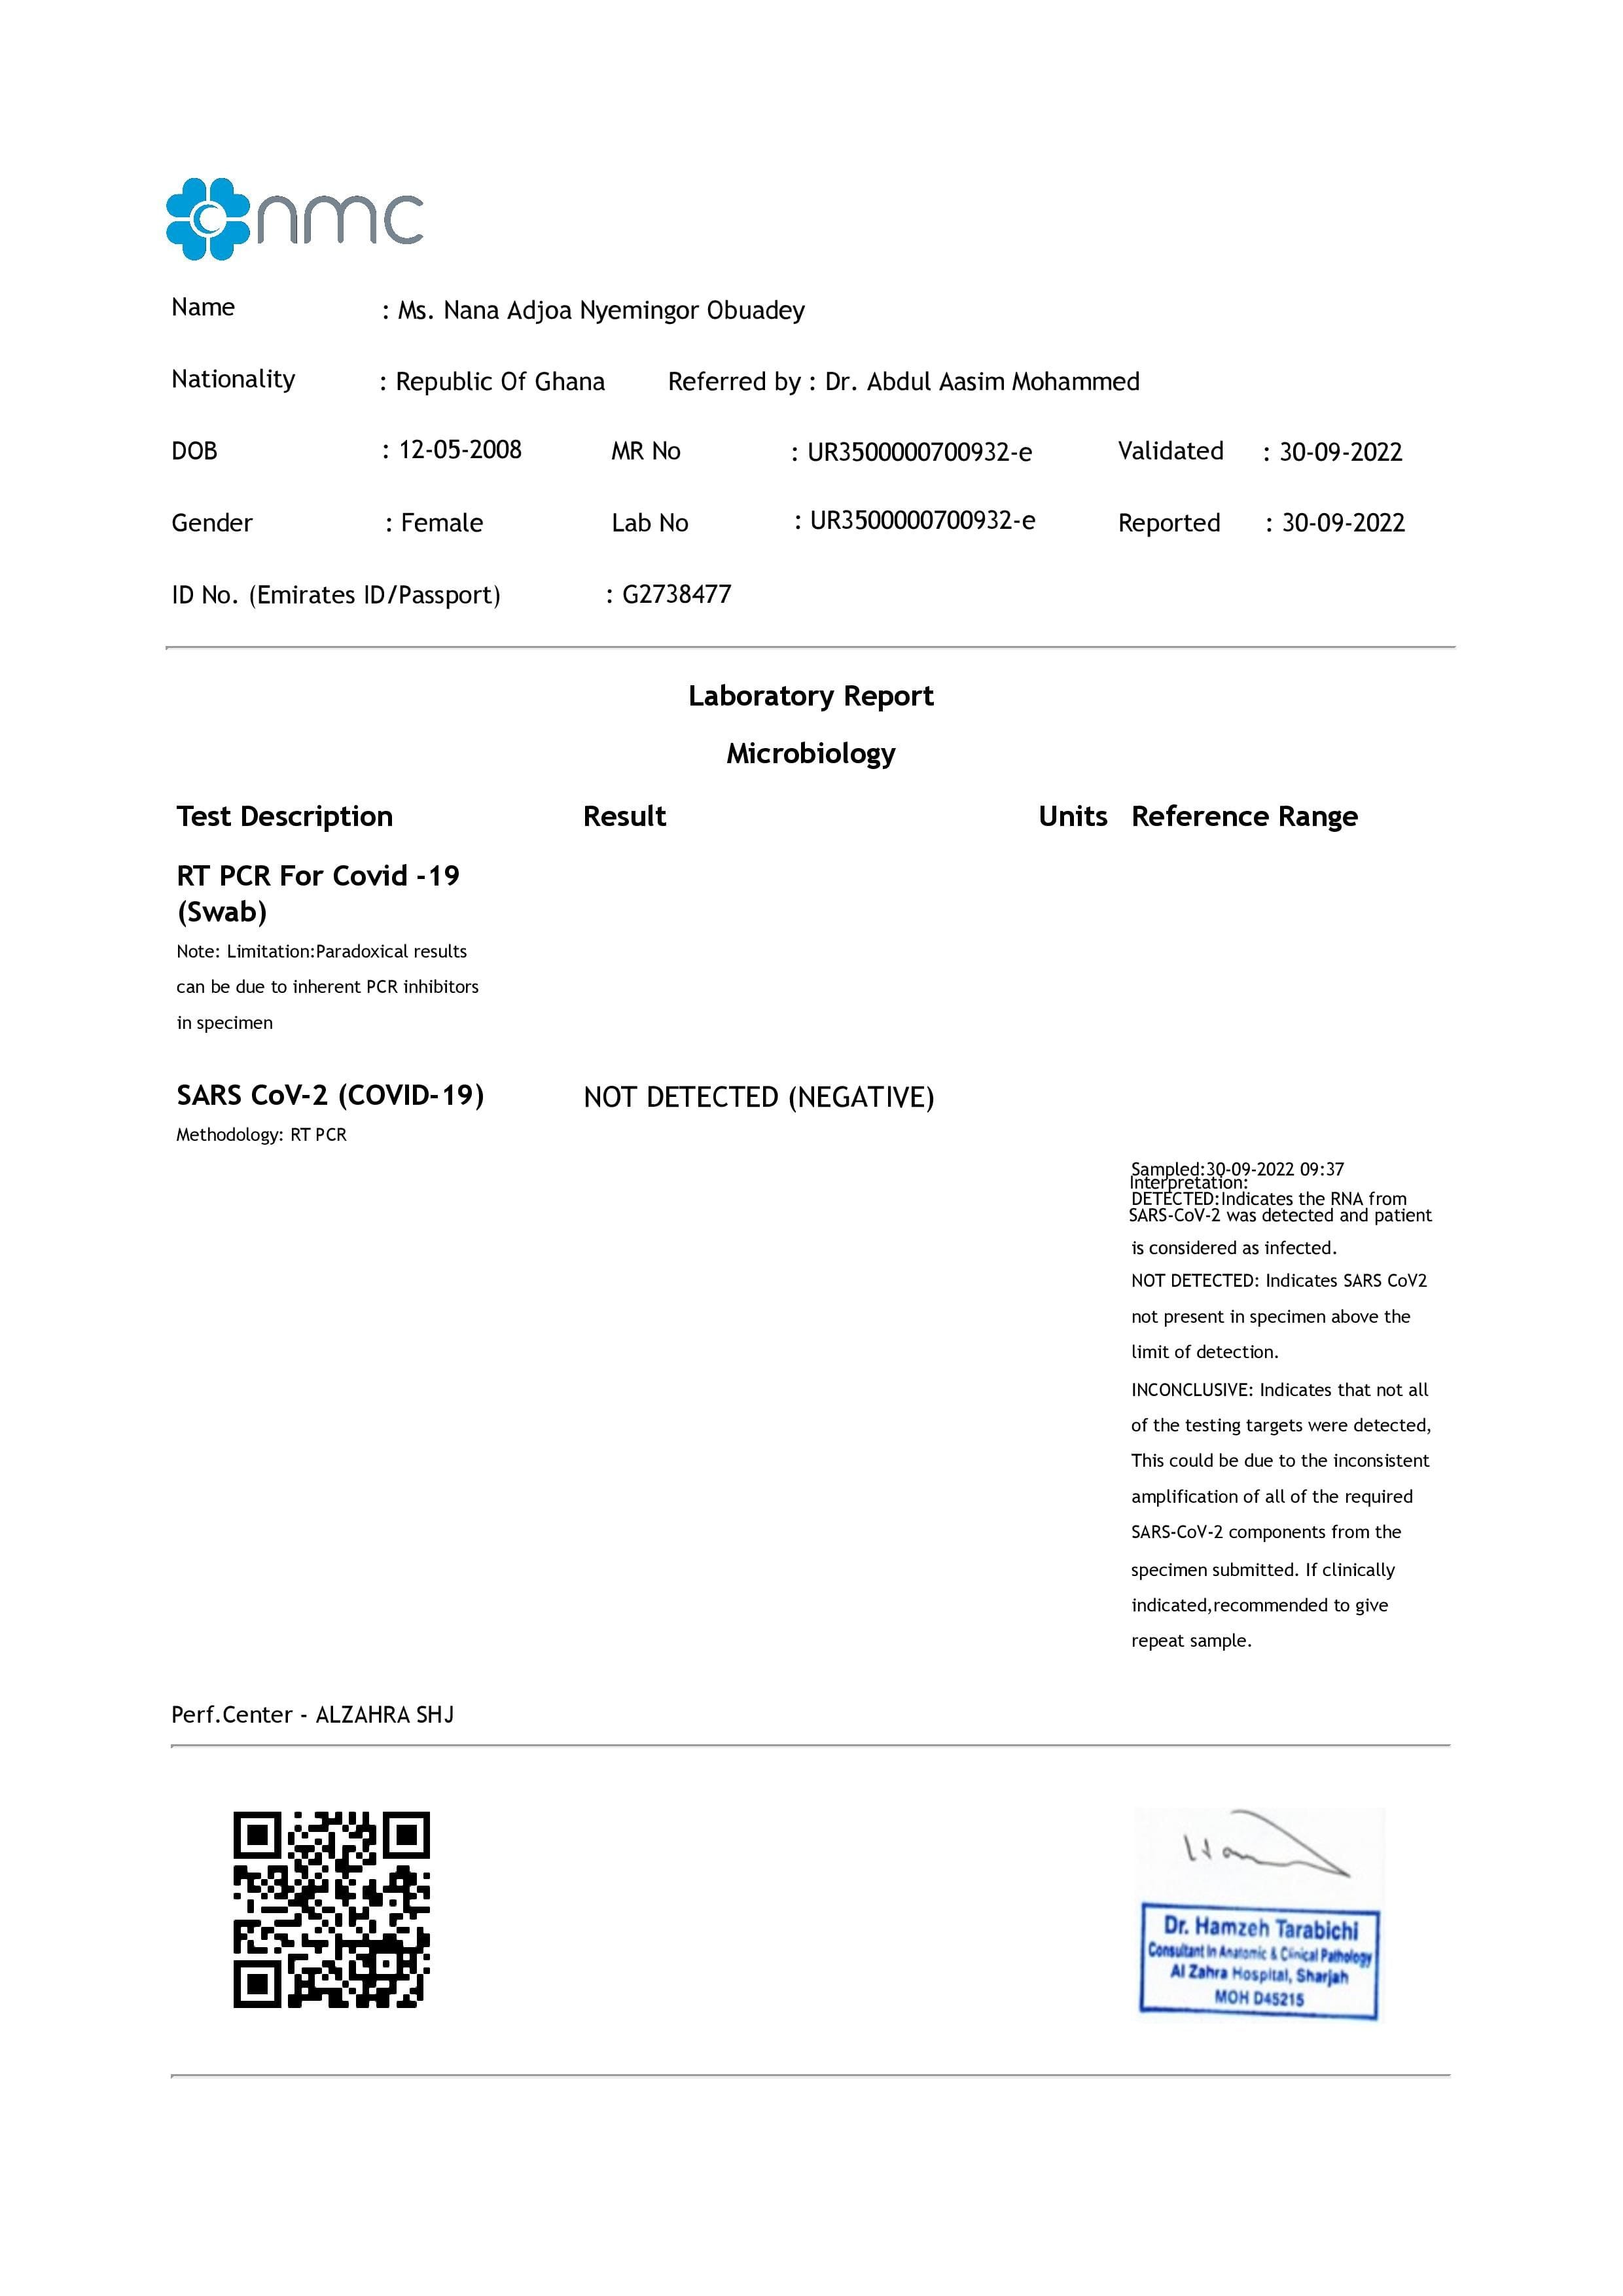 nmc
Name : Ms. Nana Adjoa Nyemingor Obuadey
Nationality : Republic Of Ghana Referred by : Dr. Abdul Aasim Mohammed
DOB : 12-05-2008 MR No : UR3500000700932-e Validated : 30-09-2022
Gender : Female Lab No : UR3500000700932-e Reported : 30-09-2022
ID No. (Emirates ID/Passport) : G2738477
Laboratory Report
Microbiology
Test Description Result Units Reference Range
RT PCR For Covid -19
(Swab)
Note: Limitation:Paradoxical results
can be due to inherent PCR inhibitors
in specimen
SARS CoV-2 (COVID-19) NOT DETECTED (NEGATIVE)
Methodology: RT PCR
Sampled:30-09-2022 09:37
Interpretation:
DETECTED:Indicates the RNA from
SARS-CoV-2 was detected and patient
is considered as infected.
NOT DETECTED: Indicates SARS CoV2
not present in specimen above the
limit of detection.
INCONCLUSIVE: Indicates that not all
of the testing targets were detected,
This could be due to the inconsistent
amplification of all of the required
SARS-CoV-2 components from the
specimen submitted. If clinically
indicated,recommended to give
repeat sample.
Perf.Center - ALZAHRA SHJ
Dr. Hamzeh Tarabichi
Consultant In Anatomic & Clinical Pathology
Al Zahra Hospital, Sharjah
MOH D45215